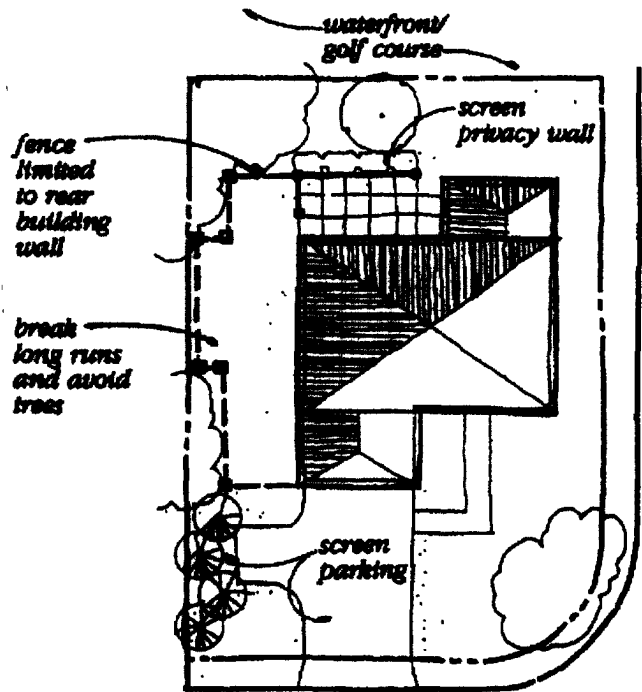 waterfront/
golf course
screen
privacy wall
fence
limited
to rear
building
wall
break
long runs
and avoid
trees
screen
parking